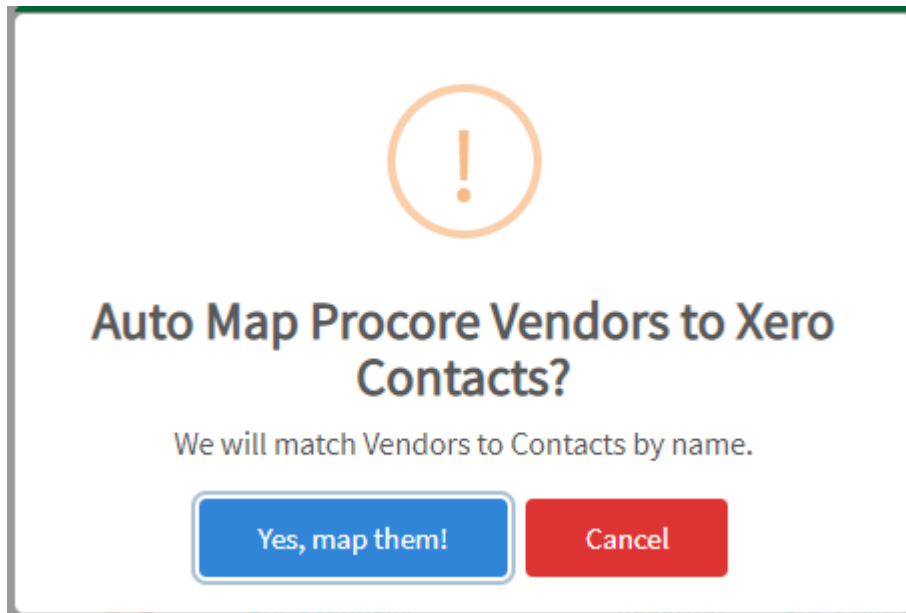 !
Auto Map Procore Vendors to Xero
Contacts?
We will match Vendors to Contacts by name.
Yes, map them!
Cancel